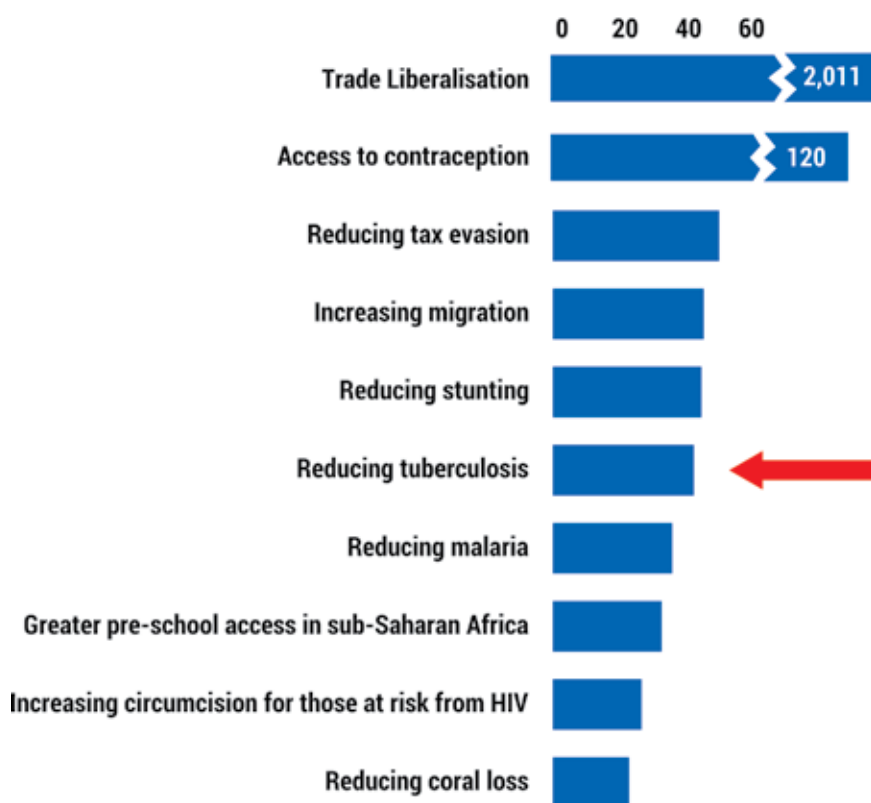 0 20 40 60
Trade Liberalisation 2,011
Access to contraception 120
Reducing tax evasion
Increasing migration
Reducing stunting
Reducing tuberculosis
Reducing malaria
Greater pre-school access in sub-Saharan Africa
Increasing circumcision for those at risk from HIV
Reducing coral loss